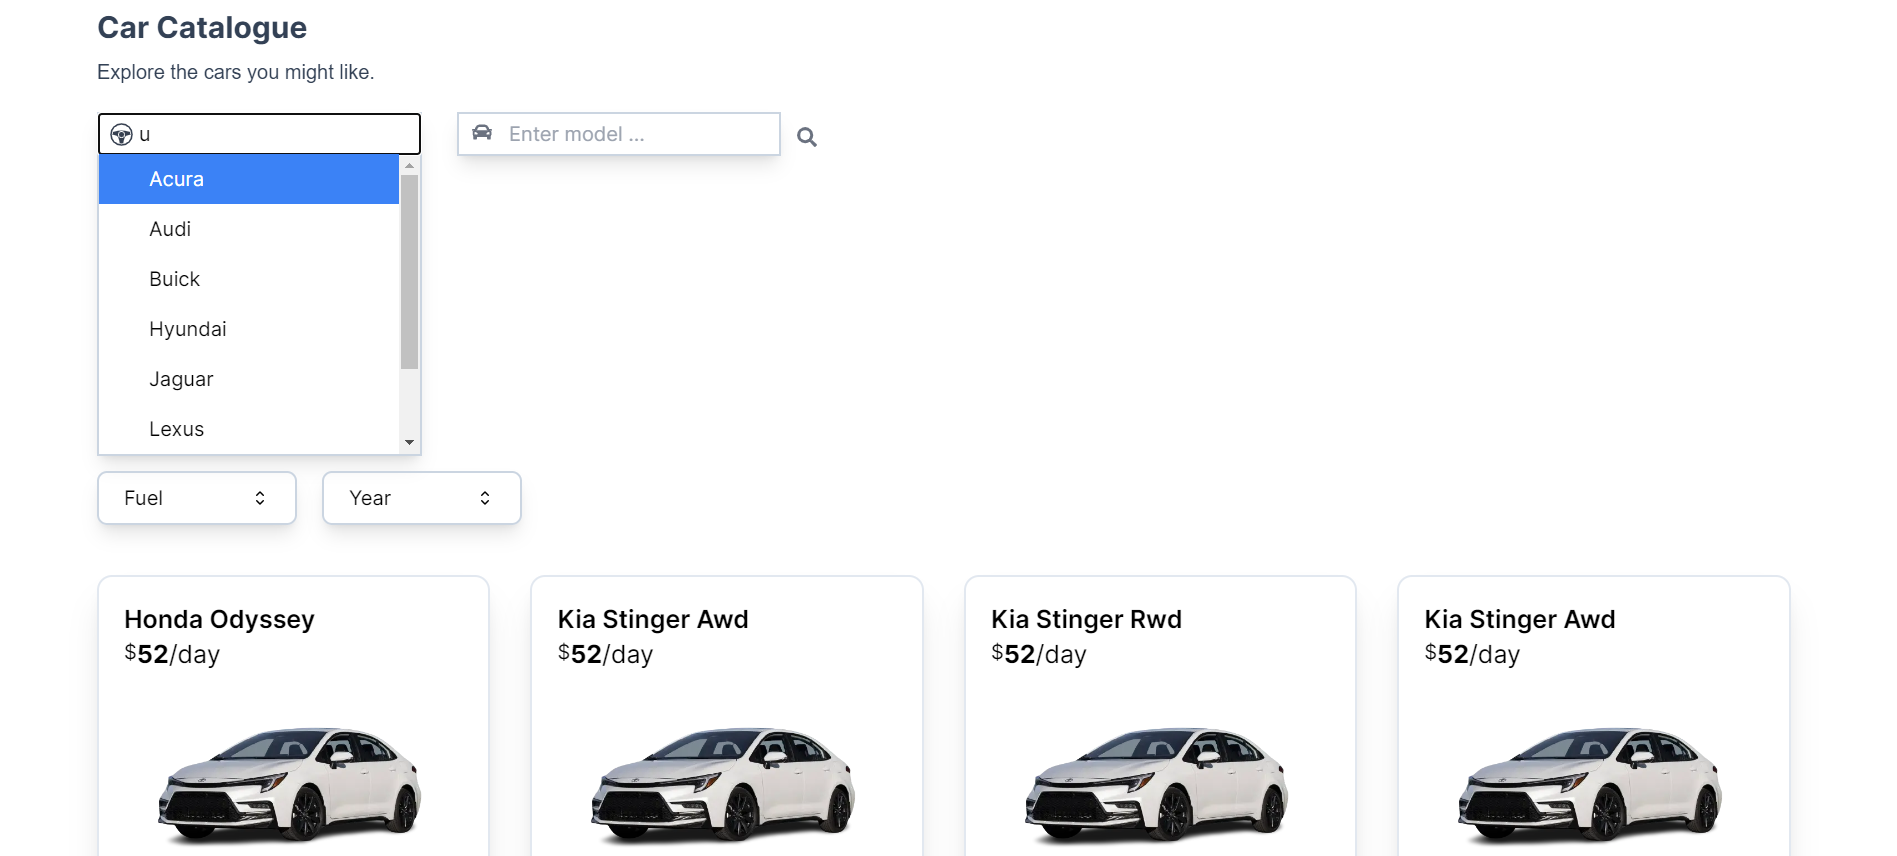 Car Catalogue
Explore the cars you might like.
u
Enter model ...
Acura
Audi
Buick
Hyundai
Jaguar
Lexus
Fuel
Year
Honda Odyssey
$52/day
Kia Stinger Awd
$52/day
Kia Stinger Rwd
$52/day
Kia Stinger Awd
$52/day